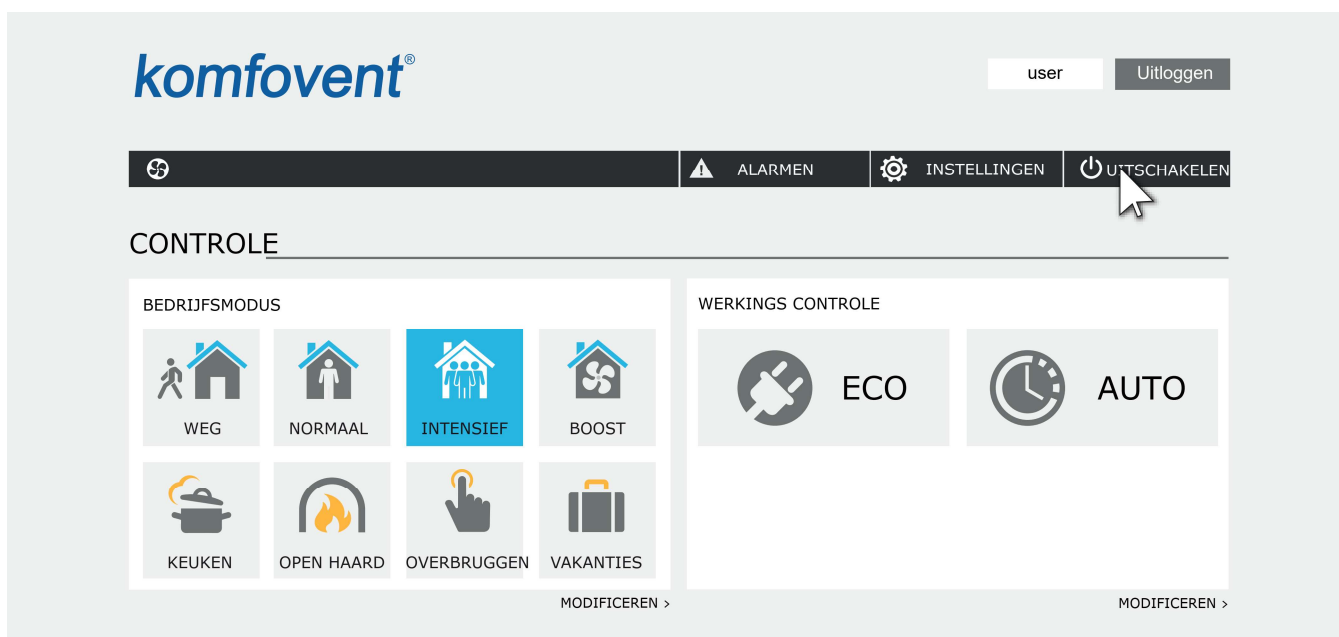 komfovent®
user Uitloggen
ALARMEN INSTELLINGEN UITSCHAKELEN
CONTROLE
BEDRIJFSMODUS
WEG NORMAAL INTENSIEF BOOST
KEUKEN OPEN HAARD OVERBRUGGEN VAKANTIES
MODIFICEREN >
WERKINGS CONTROLE
ECO AUTO
MODIFICEREN >